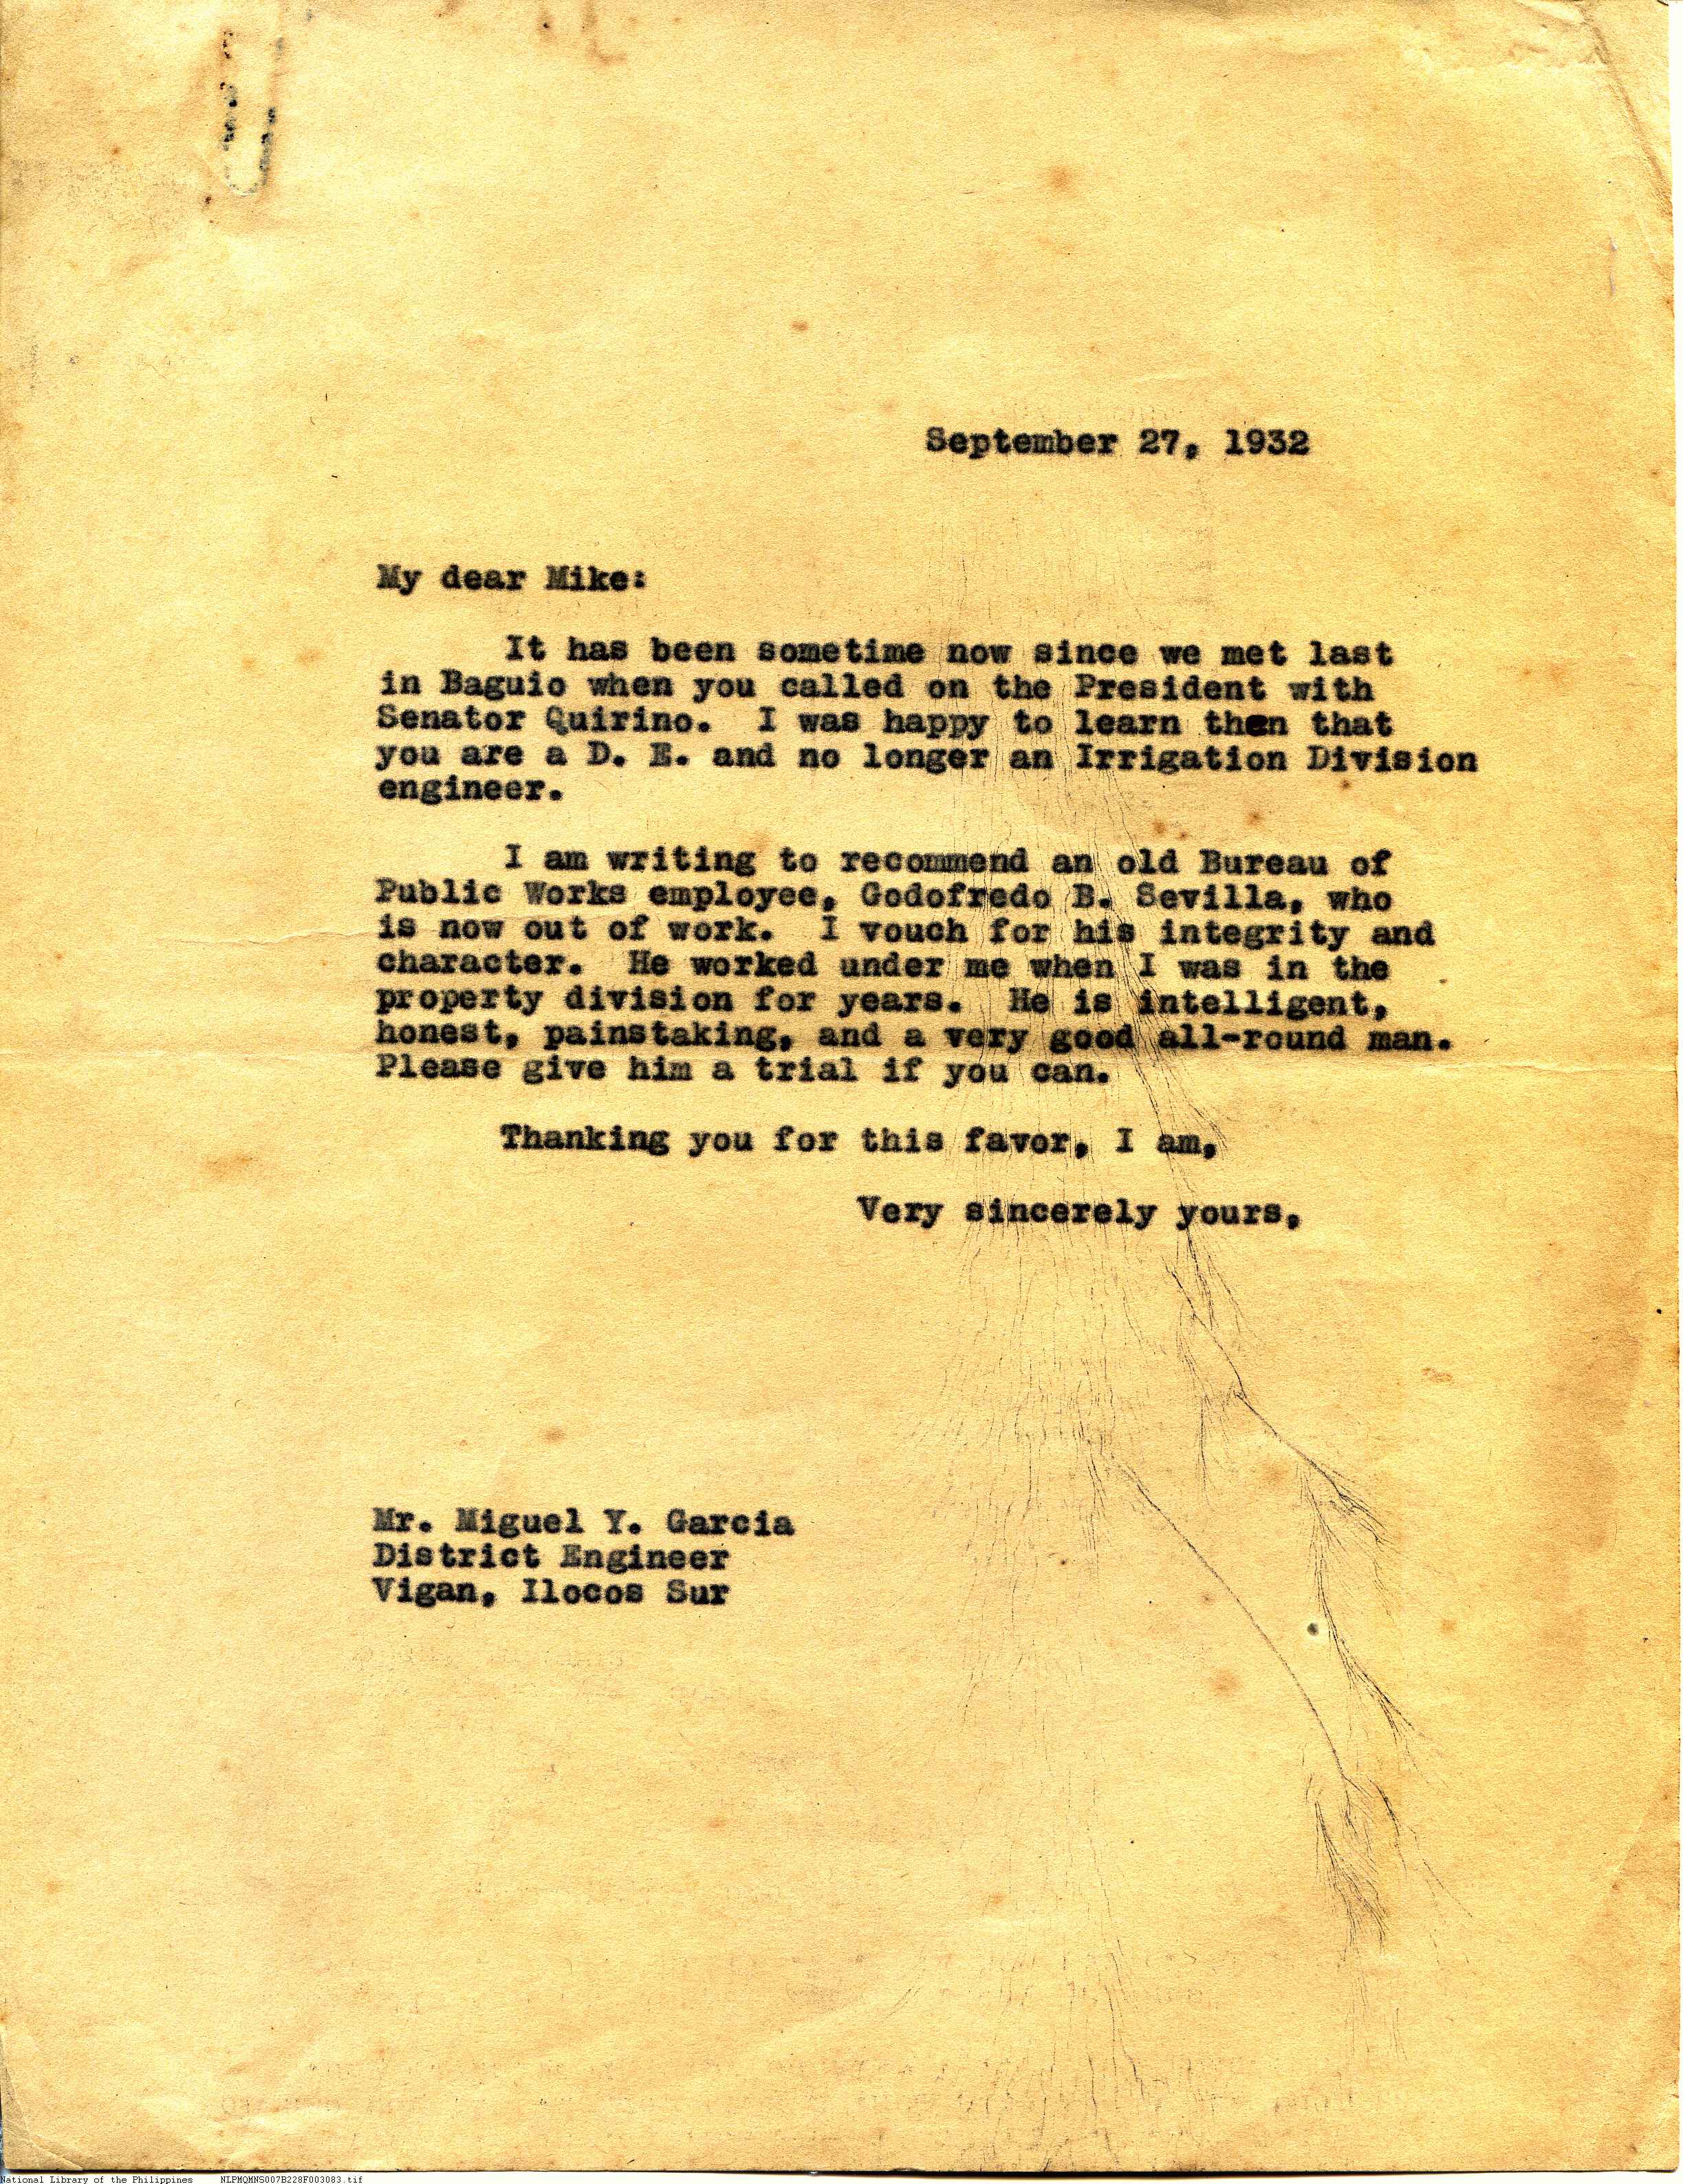 September 27, 1932
My dear Mike:
It has been sometime now since we met last
in Baguio when you called on the President with
Senator Quirino. I was happy to learn then that
you are a D. E. and no longer an Irrigation Division
engineer.
I am writing to recommend an old Bureau of
Public Works employee, Godofredo B. Sevilla, who
is now out of work. I vouch for his integrity and
character. He worked under me when I was in the
property division for years. He is intelligent,
honest, painstaking, and a very good all-round man.
Please give him a trial if you can.
Thanking you for this favor, I am,
Very sincerely yours,
Mr. Miguel Y. Garcia
District Engineer
Vigan, Ilocos Sur
National Library of the Philippines NLPMQMNS007B228F003083.tif